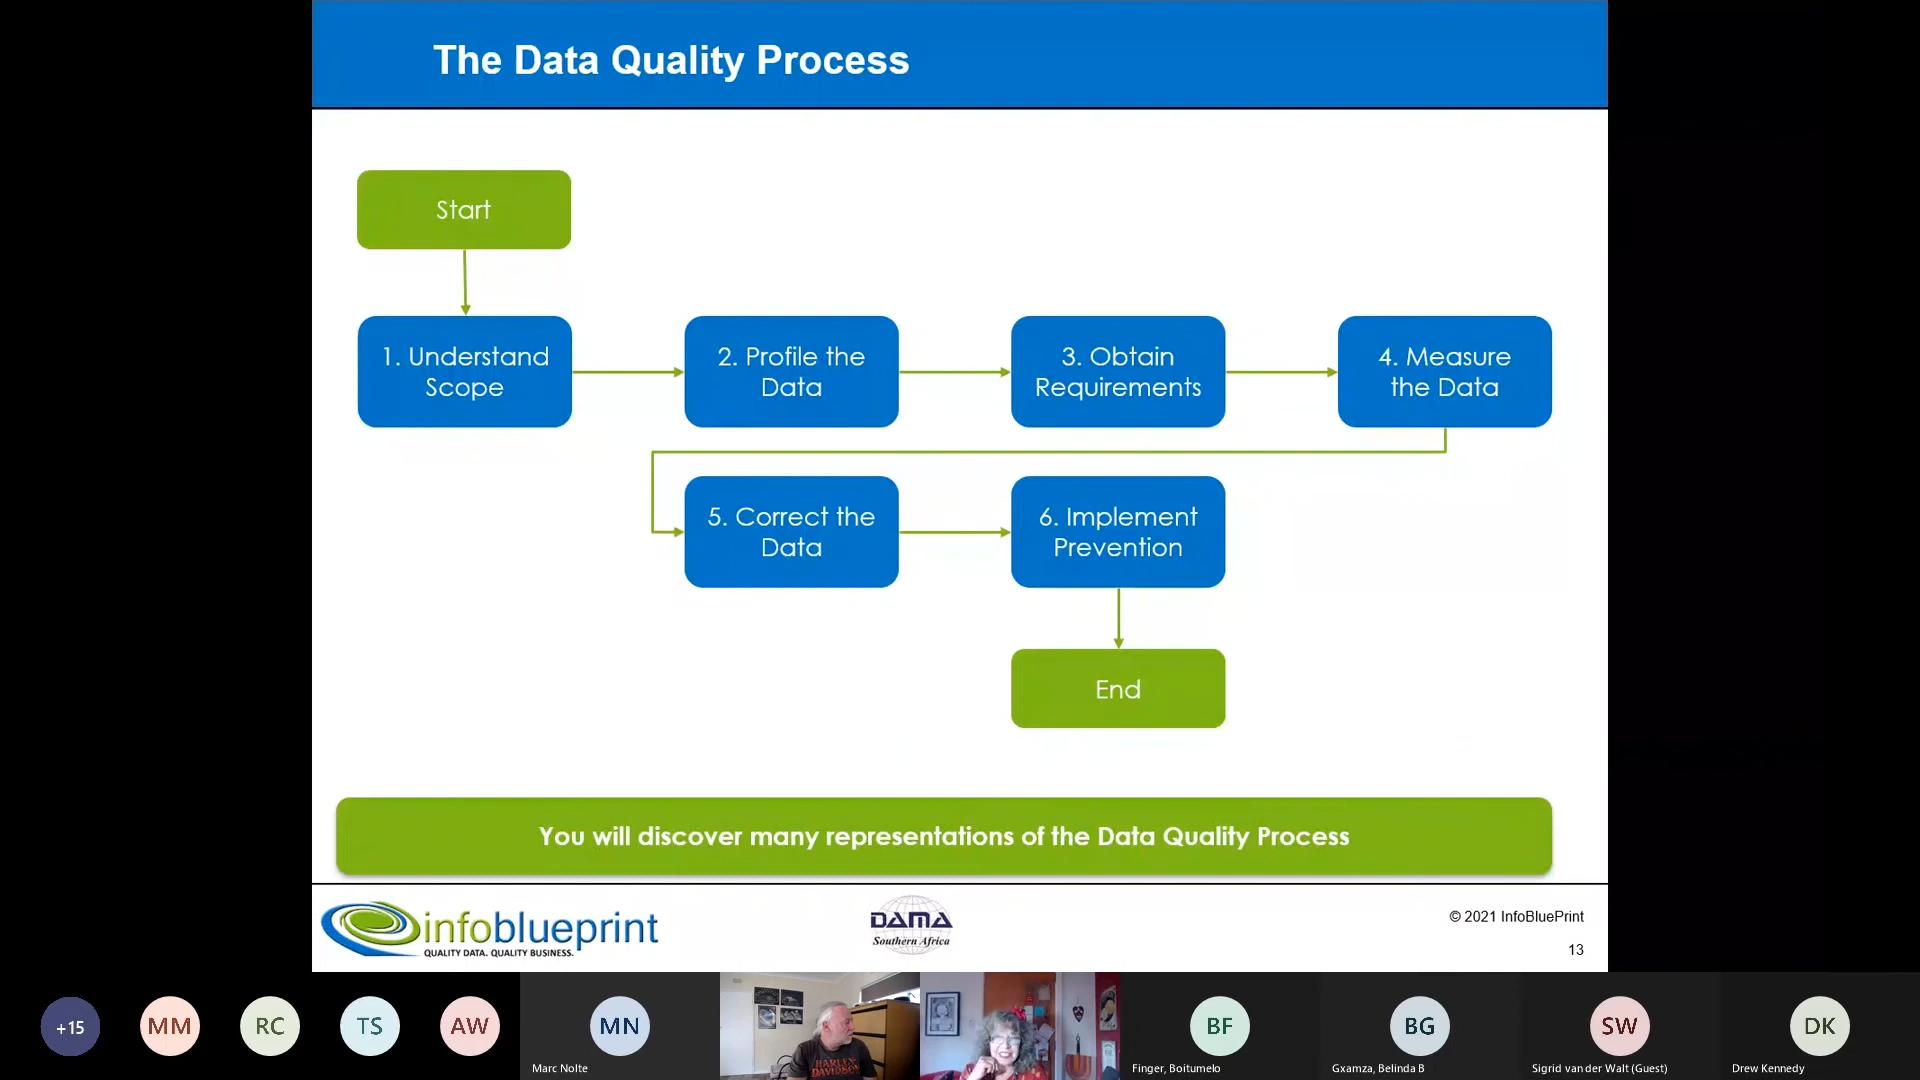 The Data Quality Process
Start
1. Understand
Scope
2. Profile the
Data
3. Obtain
Requirements
4. Measure
the Data
5. Correct the
Data
6. Implement
Prevention
End
You will discover many representations of the Data Quality Process
infoblueprint
QUALITY DATA. QUALITY BUSINESS.
DAMA
Southern Africa
© 2021 InfoBluePrint
13
+15
MM
RC
TS
AW
MN
Marc Nolte
HARLEY
DAVIDSON
BF
Finger, Boitumelo
BG
Gxamza, Belinda B
SW
Sigrid van der Walt (Guest)
DK
Drew Kennedy